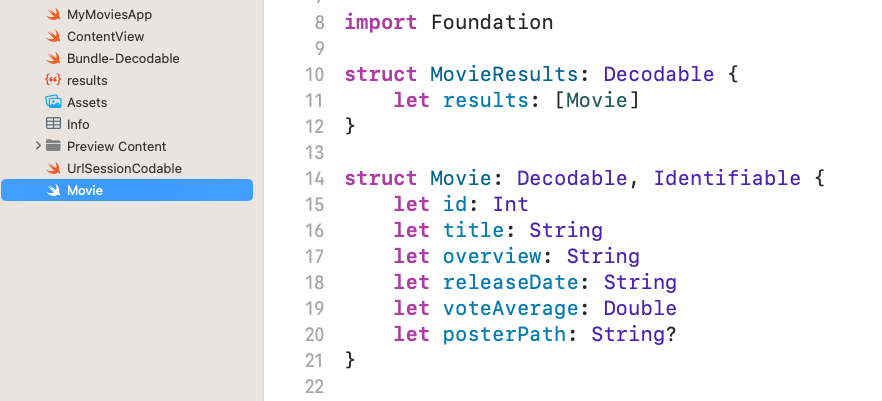 MyMoviesApp
ContentView
Bundle-Decodable
results
Assets
Info
Preview Content
UrlSessionCodable
Movie
8 import Foundation
9
10 struct MovieResults: Decodable {
11     let results: [Movie]
12 }
13
14 struct Movie: Decodable, Identifiable {
15     let id: Int
16     let title: String
17     let overview: String
18     let releaseDate: String
19     let voteAverage: Double
20     let posterPath: String?
21 }
22